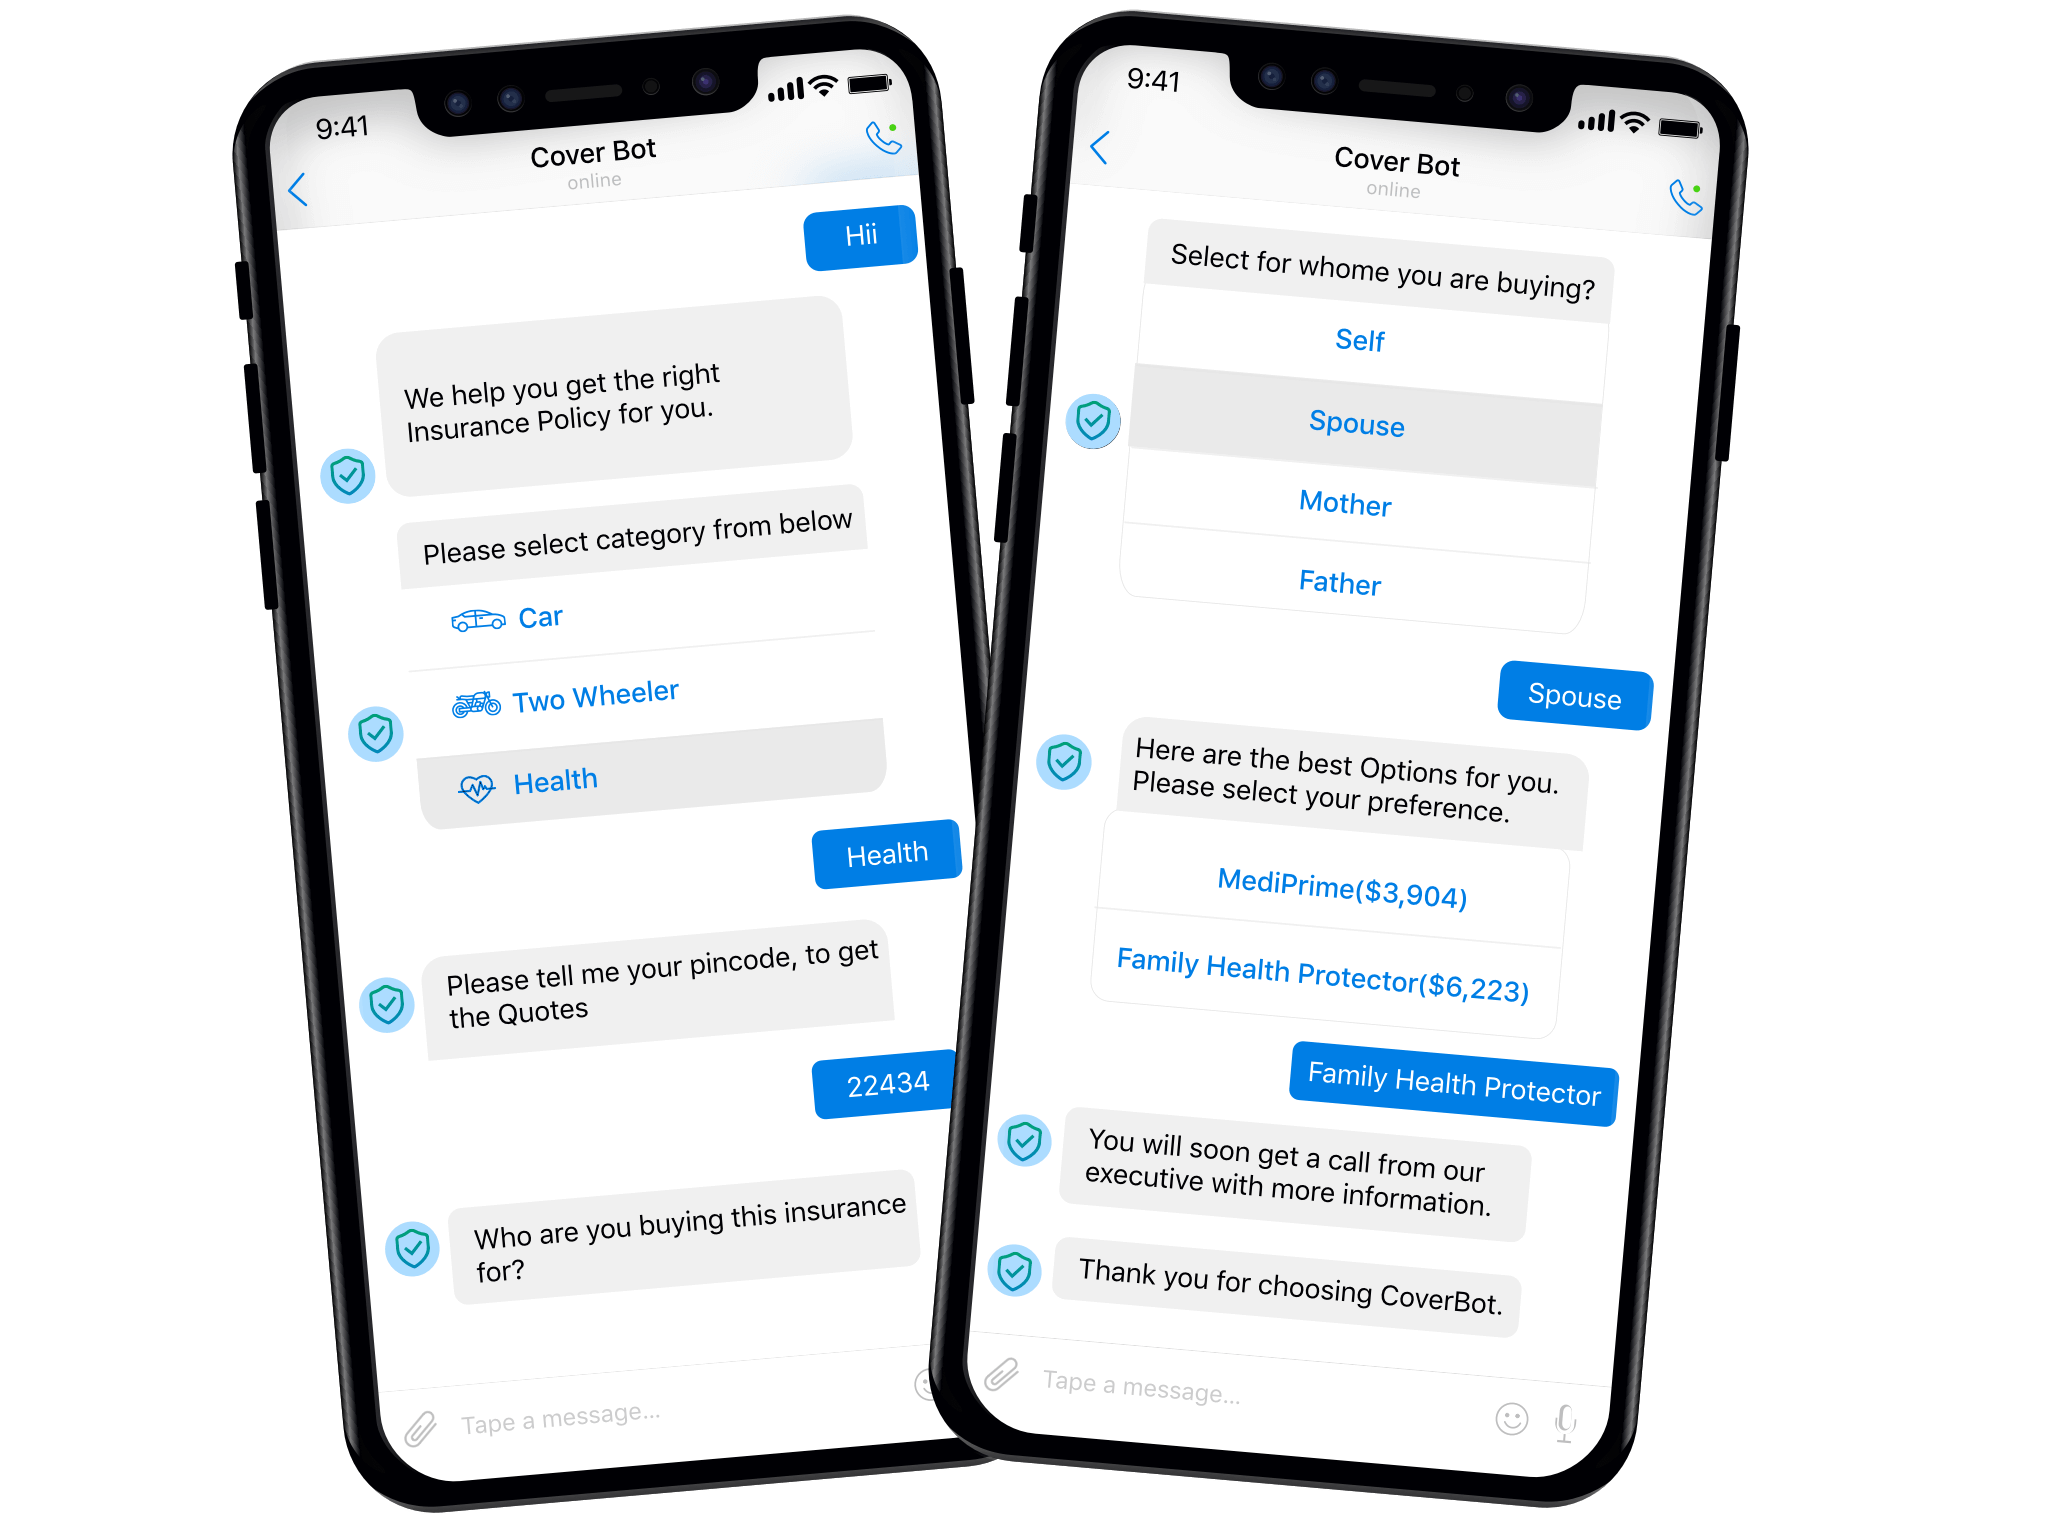 9:41
Cover Bot
online
Hii
We help you get the right
Insurance Policy for you.
Please select category from below
Car
Two Wheeler
Health
Health
Please tell me your pincode, to get
the Quotes
22434
Who are you buying this insurance
for?
Tape a message...
9:41
Cover Bot
online
Select for whome you are buying?
Self
Spouse
Mother
Father
Spouse
Here are the best Options for you.
Please select your preference.
MediPrime($3,904)
Family Health Protector($6,223)
Family Health Protector
You will soon get a call from our
executive with more information.
Thank you for choosing CoverBot.
Tape a message...